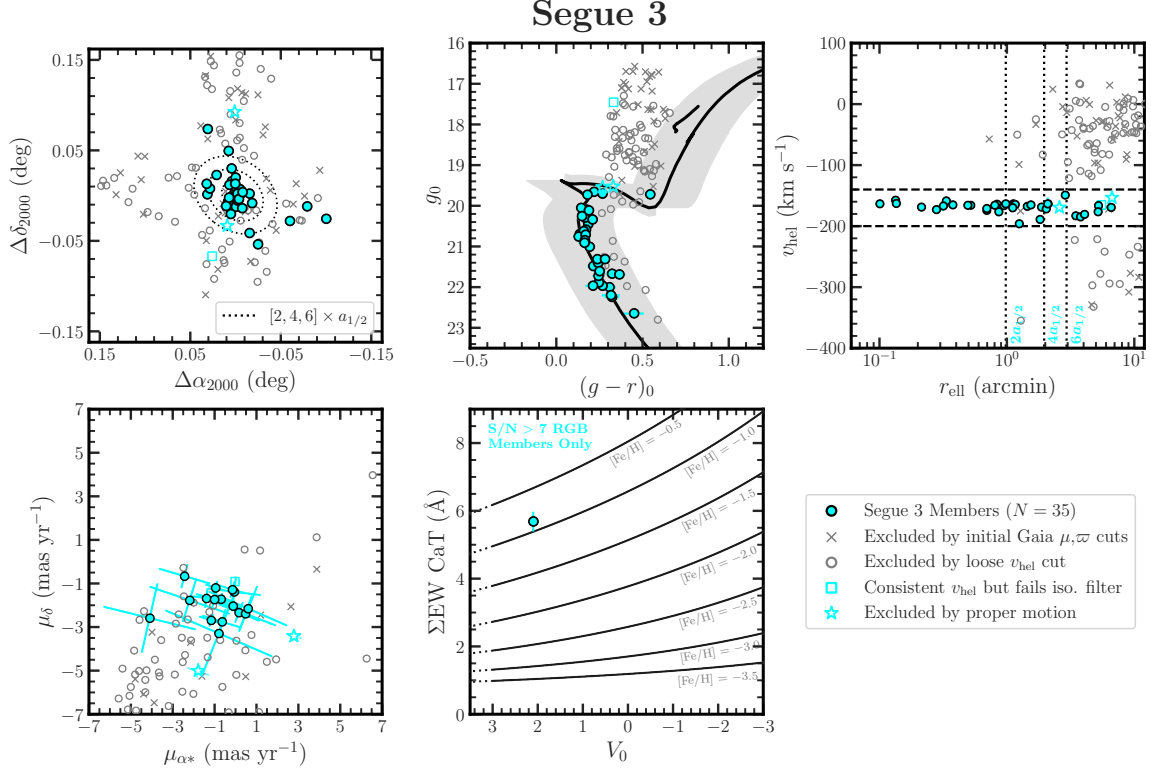 Segue 3
0.15
0.05
−0.05
−0.15
Δδ2000 (deg)
0.15
0.05
−0.05
−0.15
Δα2000 (deg)
[2, 4, 6] × a1/2
16
17
18
19
20
21
22
23
g0
−0.5
0.0
0.5
1.0
(g − r)0
100
0
−100
−200
−300
−400
vhel (km s−1)
2a1/2
4a1/2
6a1/2
10−1
100
101
rell (arcmin)
7
5
3
1
−1
−3
−5
−7
μδ (mas yr−1)
−7
−5
−3
−1
1
3
5
7
μα* (mas yr−1)
S/N > 7 RGB
Members Only
[Fe/H] = −0.5
[Fe/H] = −1.0
[Fe/H] = −1.5
[Fe/H] = −2.0
[Fe/H] = −2.5
[Fe/H] = −3.0
[Fe/H] = −3.5
8
6
4
2
0
ΣEW CaT (Å)
3
2
1
0
−1
−2
−3
V0
Segue 3 Members (N = 35)
Excluded by initial Gaia μ,ϖ cuts
Excluded by loose vhel cut
Consistent vhel but fails iso. filter
Excluded by proper motion